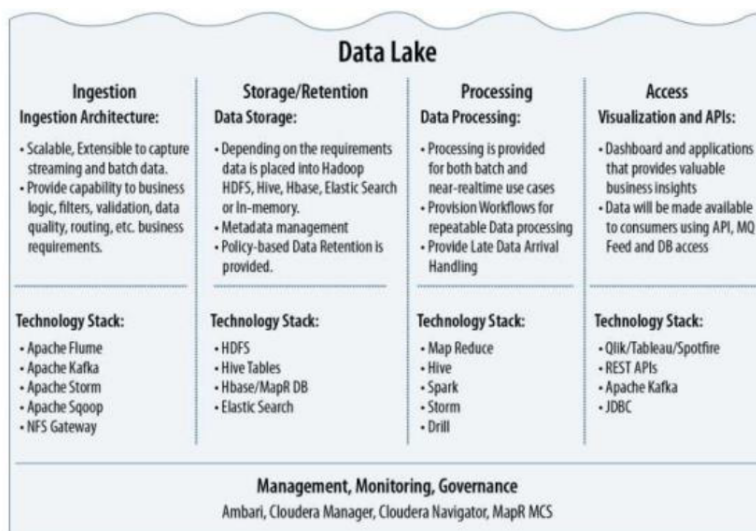 Data Lake
Ingestion
Ingestion Architecture:
• Scalable, Extensible to capture
streaming and batch data.
• Provide capability to business
logic, filters, validation, data
quality, routing, etc. business
requirements.
Technology Stack:
• Apache Flume
• Apache Kafka
• Apache Storm
• Apache Sqoop
• NFS Gateway
Storage/Retention
Data Storage:
• Depending on the requirements
data is placed into Hadoop
HDFS, Hive, Hbase, Elastic Search
or In-memory.
• Metadata management
• Policy-based Data Retention is
provided.
Technology Stack:
• HDFS
• Hive Tables
• Hbase/MapR DB
• Elastic Search
Processing
Data Processing:
• Processing is provided
for both batch and
near-realtime use cases
• Provision Workflows for
repeatable Data processing
• Provide Late Data Arrival
Handling
Technology Stack:
• Map Reduce
• Hive
• Spark
• Storm
• Drill
Access
Visualization and APIs:
• Dashboard and applications
that provides valuable
business insights
• Data will be made available
to consumers using API, MQ
Feed and DB access
Technology Stack:
• Qlik/Tableau/Spotfire
• REST APIs
• Apache Kafka
• JDBC
Management, Monitoring, Governance
Ambari, Cloudera Manager, Cloudera Navigator, MapR MCS